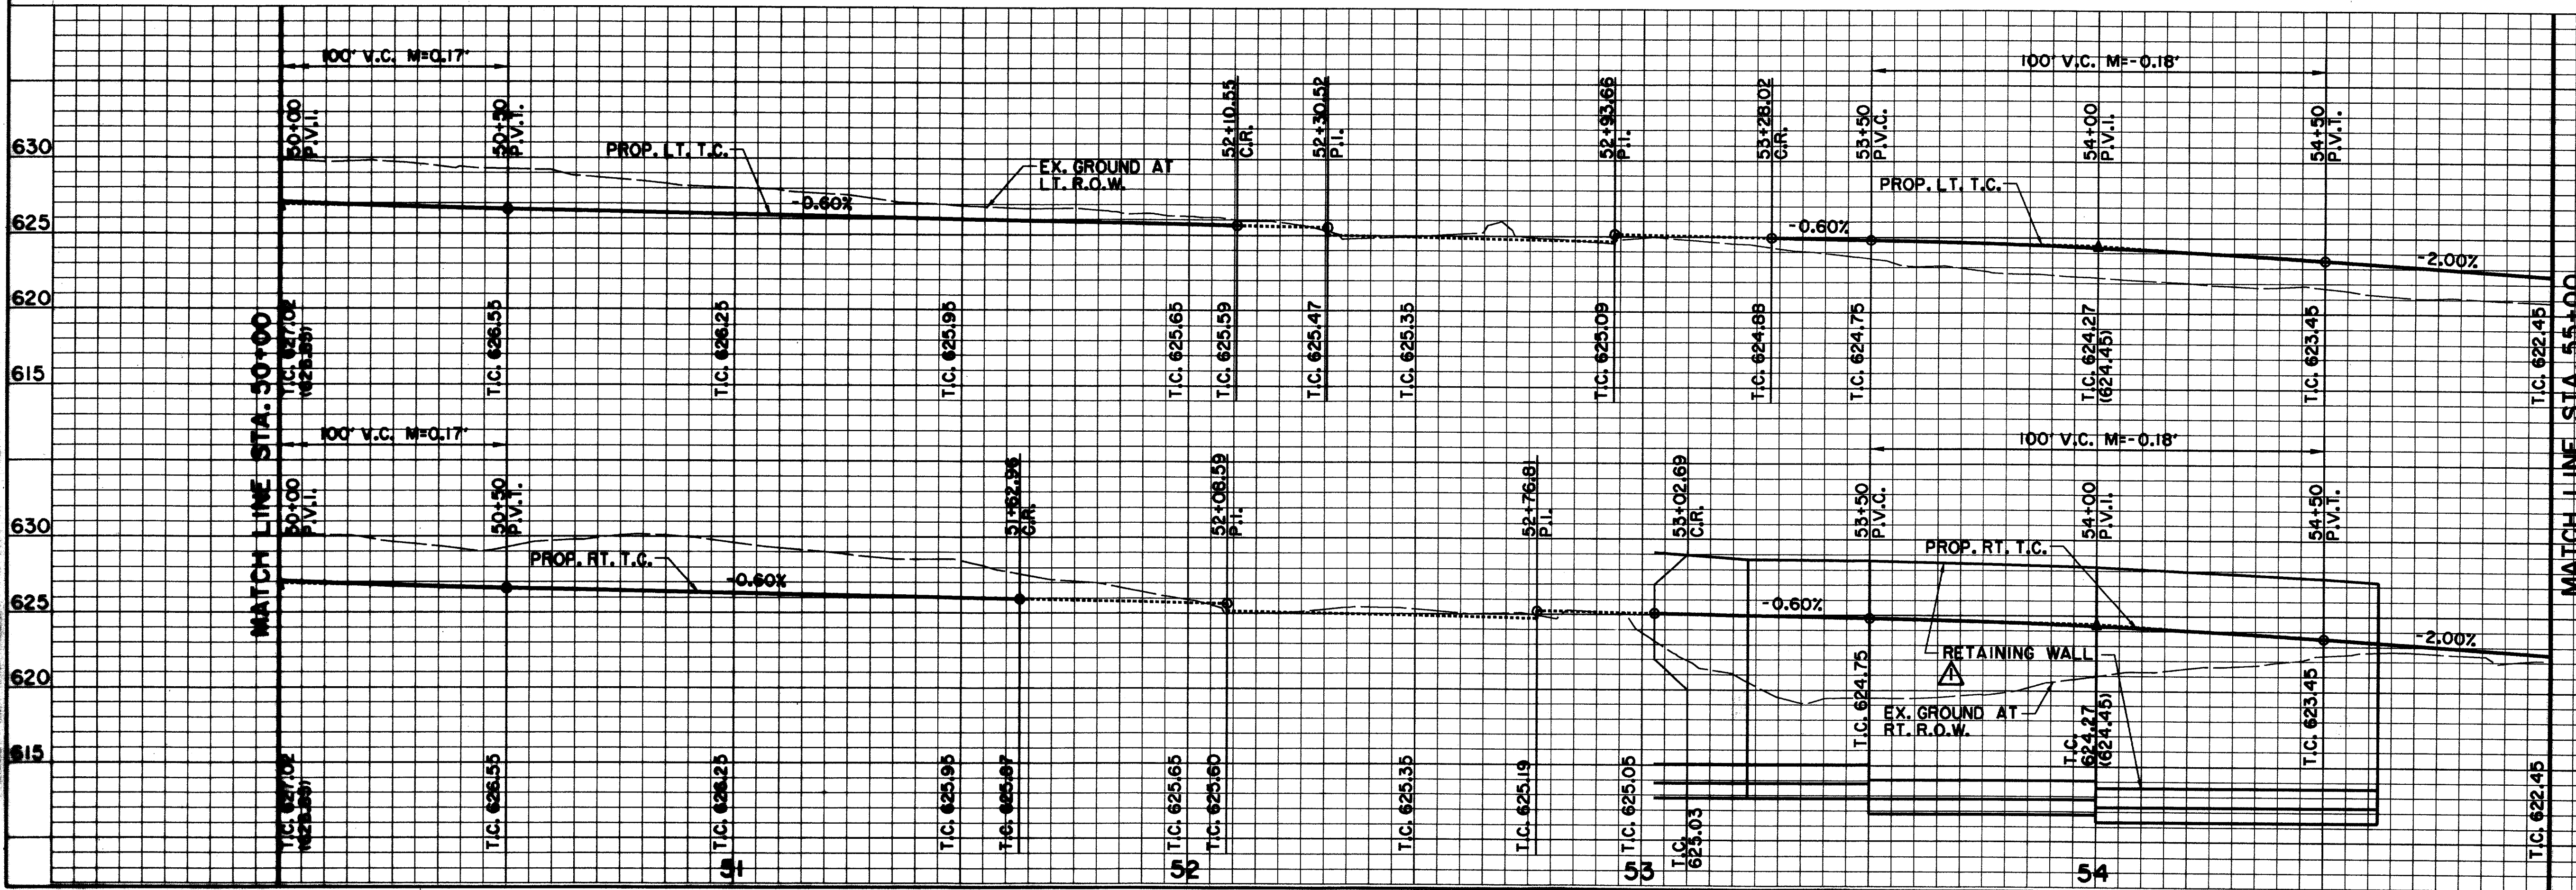 100' V.C. M=0.17'
100' V.C. M=-0.18'
50+00
P.V.I.
50+50
P.V.T.
52+10.55
C.R.
52+30.52
P.I.
52+93.66
P.I.
53+28.02
C.R.
53+50
P.V.C.
54+00
P.V.I.
54+50
P.V.T.
630
625
620
615
PROP. LT. T.C.
EX. GROUND AT
LT. R.O.W.
PROP. LT. T.C.
-0.60%
-0.60%
-2.00%
T.C. 627.02
T.C. 626.55
T.C. 626.25
T.C. 625.95
T.C. 625.65
T.C. 625.59
T.C. 625.47
T.C. 625.35
T.C. 625.09
T.C. 624.88
T.C. 624.75
T.C. 624.27
(624.45)
T.C. 623.45
T.C. 622.45
MATCH LINE STA. 50+00
MATCH LINE STA. 55+00
100' V.C. M=0.17'
100' V.C. M=-0.18'
50+00
P.V.I.
50+50
P.V.T.
51+62.96
C.R.
52+08.59
P.I.
52+76.81
P.I.
53+02.69
C.R.
53+50
P.V.C.
54+00
P.V.I.
54+50
P.V.T.
630
625
620
615
PROP. RT. T.C.
PROP. RT. T.C.
-0.60%
-0.60%
-2.00%
RETAINING WALL
1
EX. GROUND AT
RT. R.O.W.
T.C. 627.02
T.C. 626.55
T.C. 626.25
T.C. 625.95
T.C. 625.87
T.C. 625.65
T.C. 625.60
T.C. 625.35
T.C. 625.19
T.C. 625.05
T.C.
625.03
T.C. 624.75
T.C.
624.27
(624.45)
T.C. 623.45
T.C. 622.45
51
52
53
54